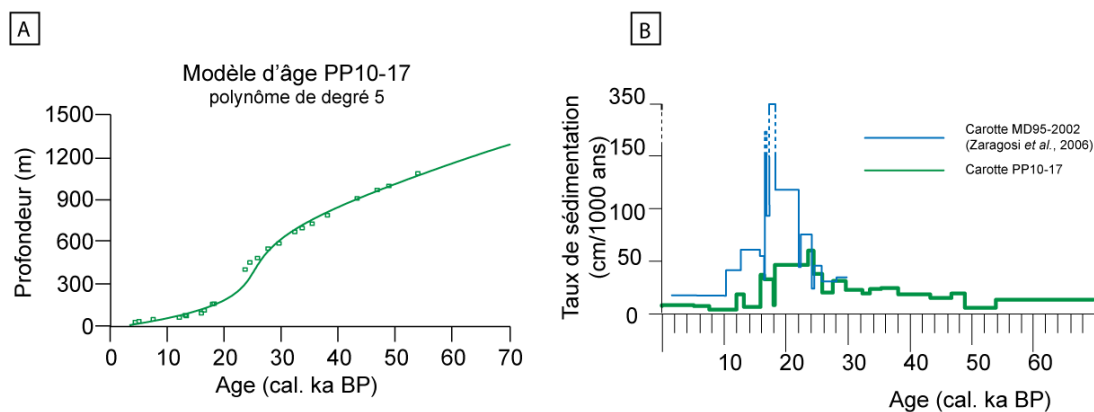 A
Modèle d'âge PP10-17
polynôme de degré 5
Profondeur (m)
1500
1200
900
600
300
0
0 10 20 30 40 50 60 70
Age (cal. ka BP)
B
Taux de sédimentation
(cm/1000 ans)
350
150
100
50
0
10 20 30 40 50 60
Age (cal. ka BP)
Carotte MD95-2002
(Zaragosi et al., 2006)
Carotte PP10-17